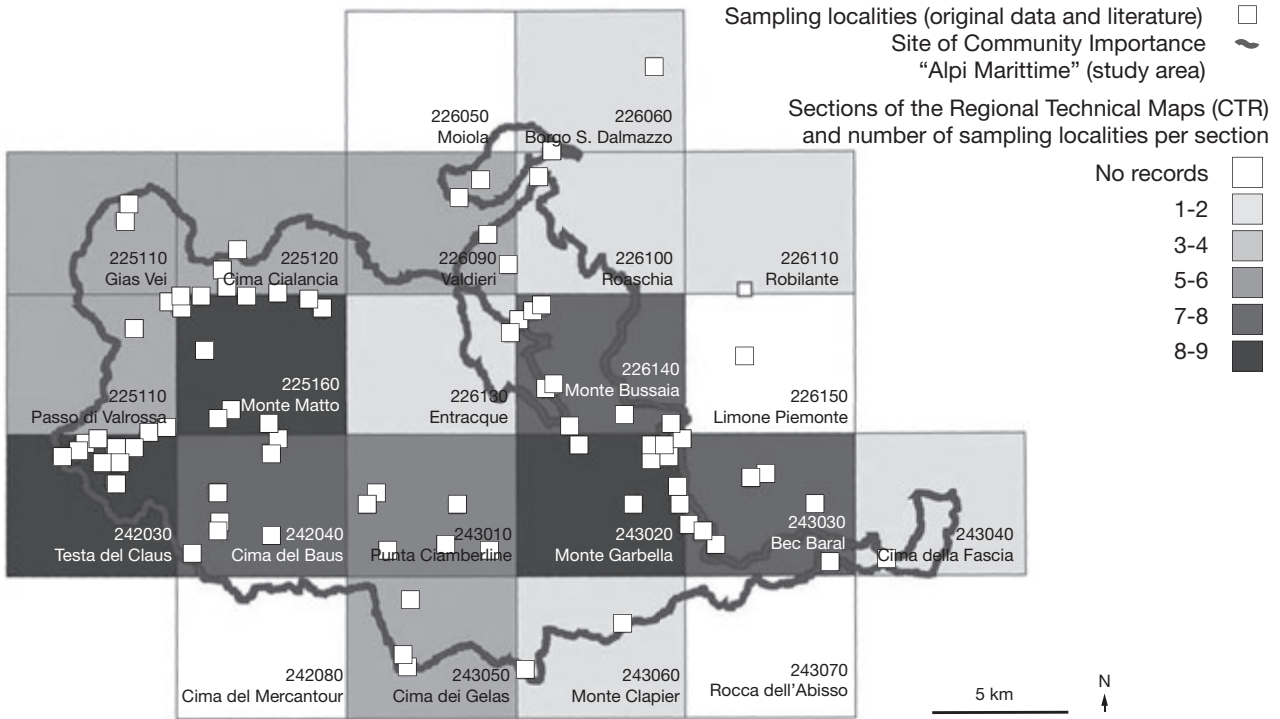 Sampling localities (original data and literature)
Site of Community Importance
“Alpi Marittime” (study area)
Sections of the Regional Technical Maps (CTR)
and number of sampling localities per section
No records
1-2
3-4
5-6
7-8
8-9
226050
Moiola
226060
Borgo S. Dalmazzo
225110
Gias Vei
225120
Cima Cialancia
226090
Valdieri
226100
Roaschia
226110
Robilante
225110
Passo di Valrossa
225160
Monte Matto
226130
Entracque
226140
Monte Bussaia
226150
Limone Piemonte
242030
Testa del Claus
242040
Cima del Baus
243010
Punta Ciamberline
243020
Monte Garbella
243030
Bec Baral
243040
Cima della Fascia
242080
Cima del Mercantour
243050
Cima dei Gelas
243060
Monte Clapier
243070
Rocca dell’Abisso
5 km
N